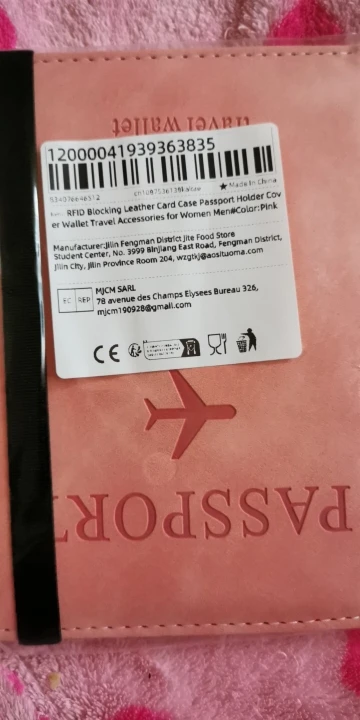 travel wallet
12000041939363835
Made In China
RFID Blocking Leather Card Case Passport Holder Cov
er Wallet Travel Accessories for Women Men#Color:Pink
Manufacturer:Jilin Fengman District Jite Food Store
Student Center, No. 3999 Binjiang East Road, Fengman District,
Jilin City, Jilin Province Room 204, wzgtkj@aosituoma.com
EC REP
MJCM SARL
78 avenue des Champs Elysees Bureau 326,
mjcm190928@gmail.com
CE
PASSPORT